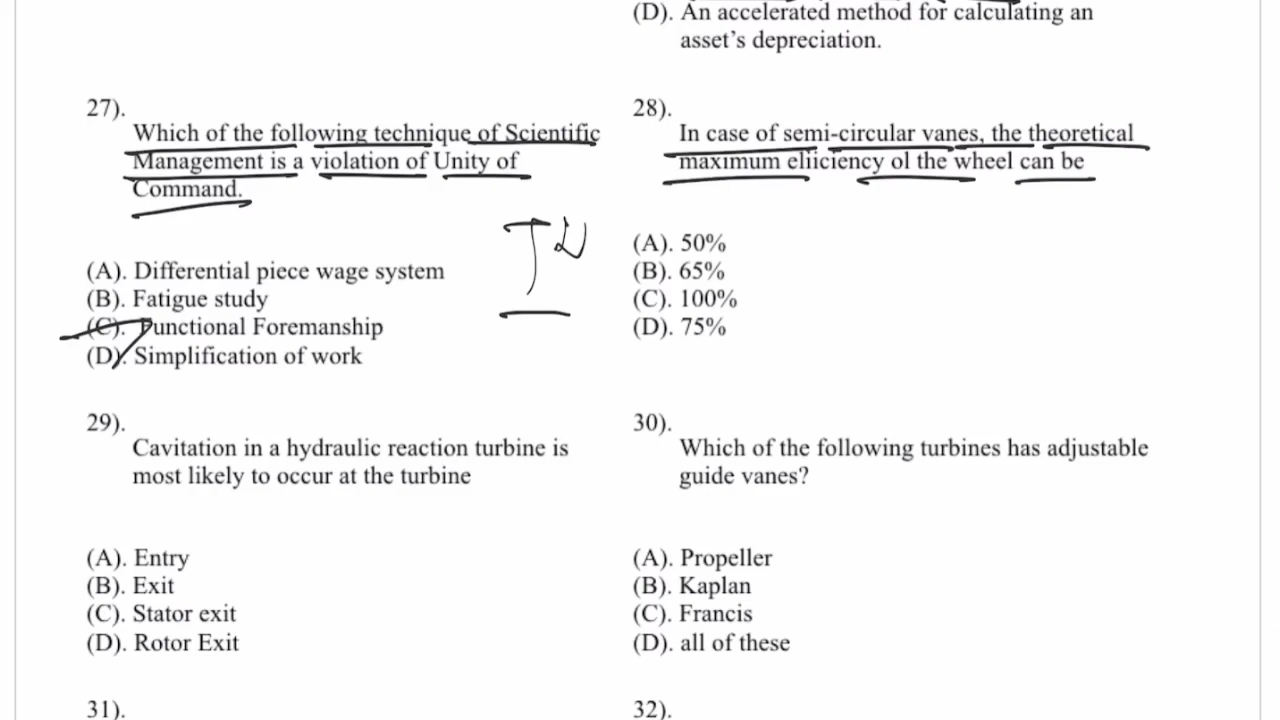 (D). An accelerated method for calculating an
asset's depreciation.
27).
Which of the following technique of Scientific
Management is a violation of Unity of
Command.
(A). Differential piece wage system
(B). Fatigue study
(C). Functional Foremanship
(D). Simplification of work
28).
In case of semi-circular vanes, the theoretical
maximum eliiciency ol the wheel can be
(A). 50%
(B). 65%
(C). 100%
(D). 75%
29).
Cavitation in a hydraulic reaction turbine is
most likely to occur at the turbine
(A). Entry
(B). Exit
(C). Stator exit
(D). Rotor Exit
30).
Which of the following turbines has adjustable
guide vanes?
(A). Propeller
(B). Kaplan
(C). Francis
(D). all of these
31).
32).